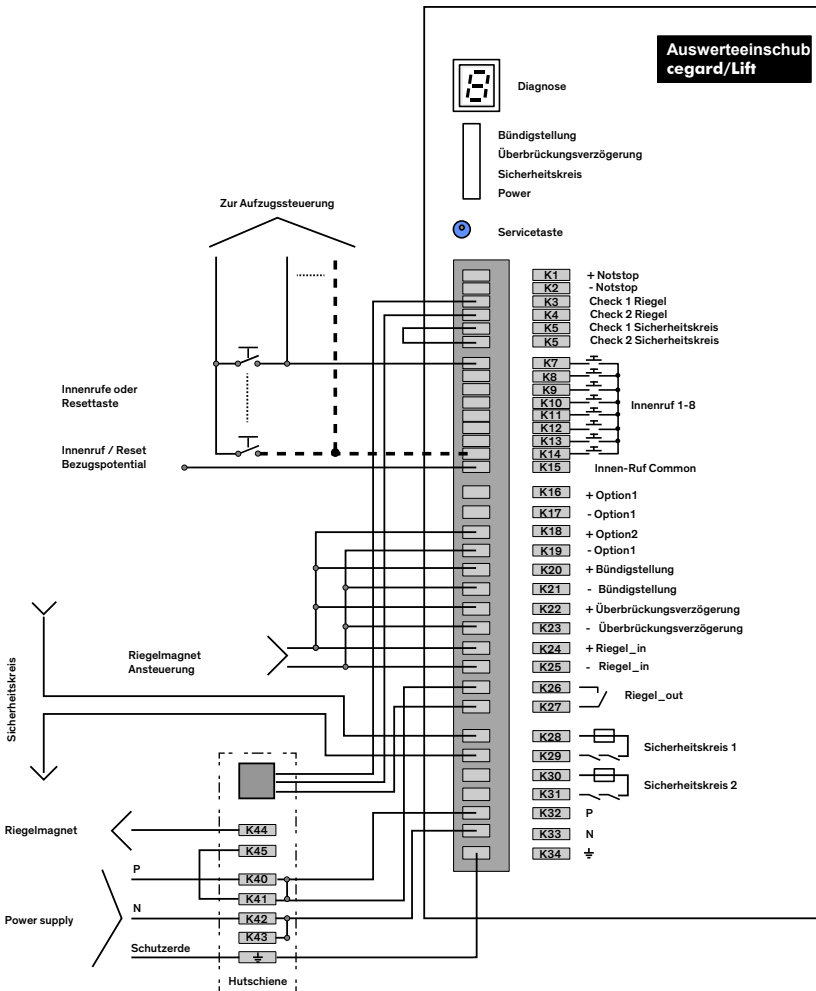 Auswerteeinschub
cegard/Lift
8
Diagnose
Bündigstellung
Überbrückungsverzögerung
Sicherheitskreis
Power
Servicetaste
Zur Aufzugssteuerung
Innenrufe oder
Resettaste
Innenruf / Reset
Bezugspotential
K1 + Notstop
K2 - Notstop
K3 Check 1 Riegel
K4 Check 2 Riegel
K5 Check 1 Sicherheitskreis
K5 Check 2 Sicherheitskreis
K7
K8
K9
K10
K11
K12
K13
K14
Innenruf 1-8
K15 Innen-Ruf Common
K16 + Option1
K17 - Option1
K18 + Option2
K19 - Option1
K20 + Bündigstellung
K21 - Bündigstellung
K22 + Überbrückungsverzögerung
K23 - Überbrückungsverzögerung
K24 + Riegel_in
K25 - Riegel_in
K26
K27
Riegel_out
K28
K29
Sicherheitskreis 1
K30
K31
Sicherheitskreis 2
K32 P
K33 N
K34
Riegelmagnet
Ansteuerung
Sicherheitskreis
Riegelmagnet
K44
K45
P
K40
K41
Power supply
N
K42
K43
Schutzerde
Hutschiene